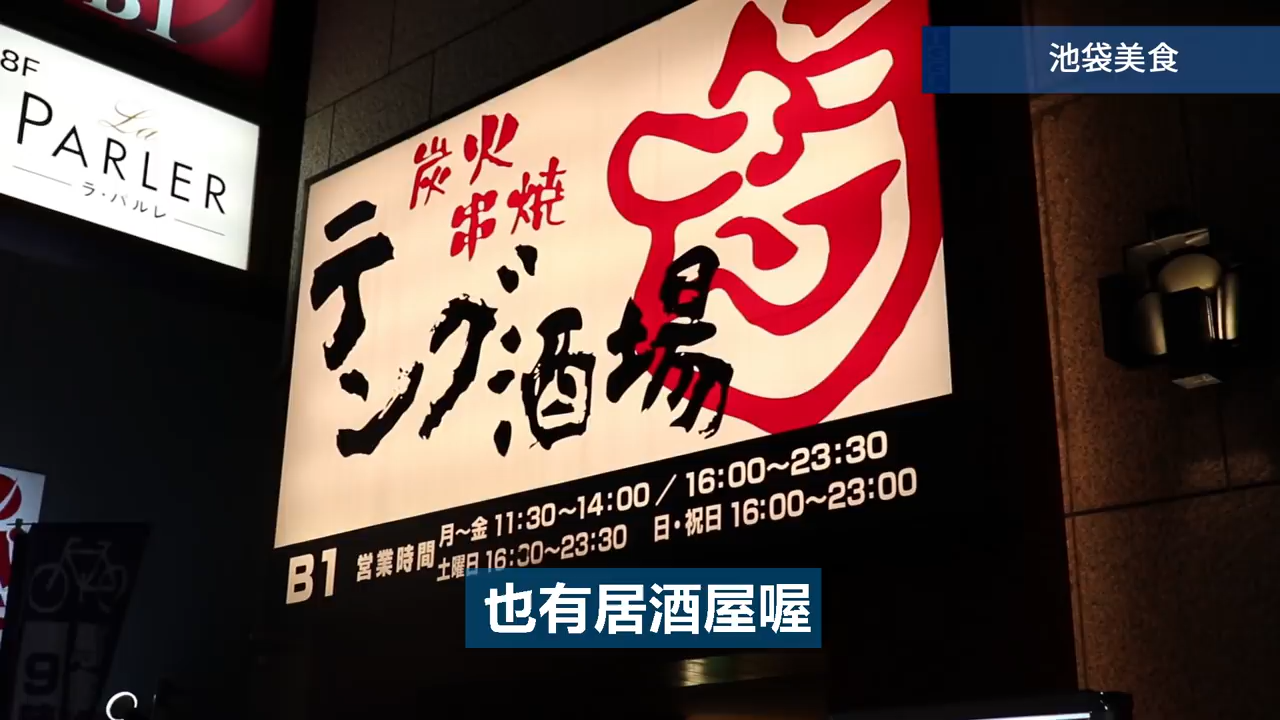 BI
8F
La
PARLER
ラ・パルレ
池袋美食
炭火
串焼
テング酒場
B1 営業時間
月〜金 11:30〜14:00 / 16:00〜23:30
土曜日 16:30〜23:30 日・祝日 16:00〜23:00
也有居酒屋喔